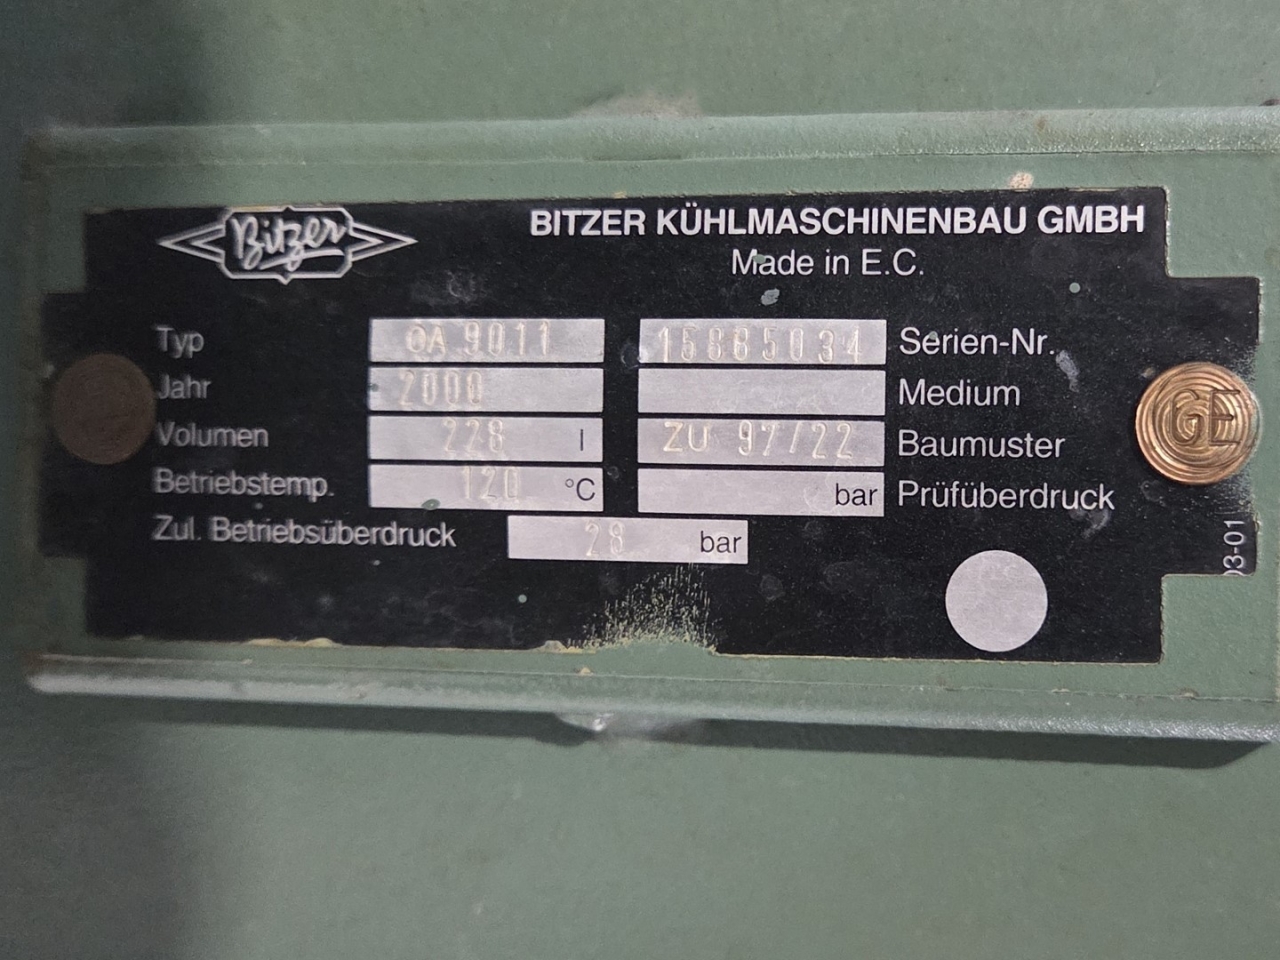 Bitzer
BITZER KÜHLMASCHINENBAU GMBH
Made in E.C.
Typ OA 9011 16885034 Serien-Nr.
Jahr 2000 Medium
Volumen 228 l ZU 97/22 Baumuster
Betriebstemp. 120 °C bar Prüfüberdruck
Zul. Betriebsüberdruck 28 bar
GE
03-01